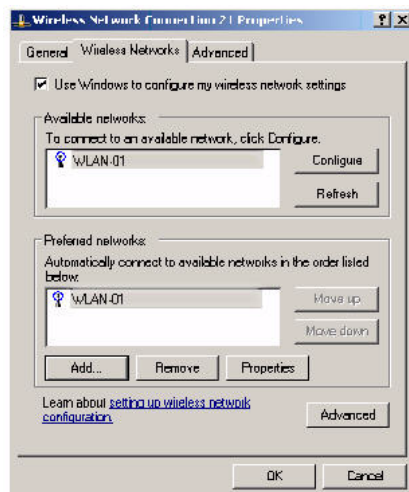 Wireless Network Connection 21 Properties
General Wireless Networks Advanced
Use Windows to configure my wireless network settings
Available networks:
To connect to an available network, click Configure.
WLAN-01
Configure
Refresh
Preferred networks:
Automatically connect to available networks in the order listed
below:
WLAN-01
Move up
Move down
Add... Remove Properties
Learn about setting up wireless network
configuration.
Advanced
OK Cancel